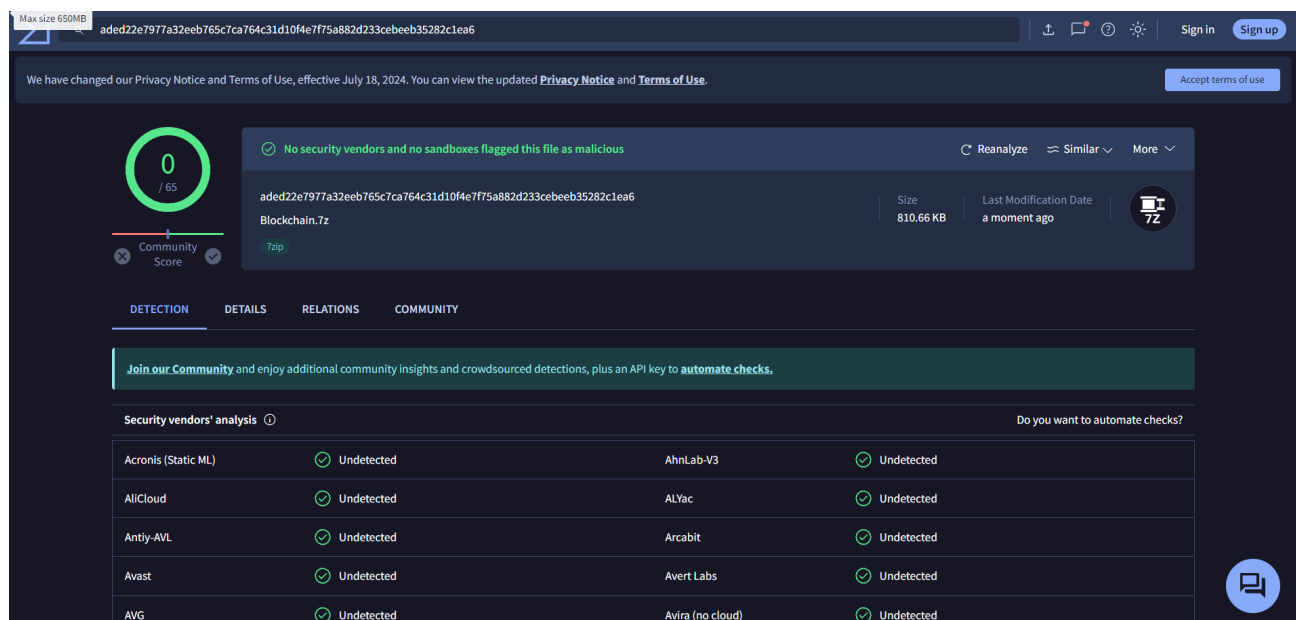 Max size 650MB
aded22e7977a32eeb765c7ca764c31d10f4e7f75a882d233cebeeb35282c1ea6
Sign in
Sign up
We have changed our Privacy Notice and Terms of Use, effective July 18, 2024. You can view the updated Privacy Notice and Terms of Use.
Accept terms of use
0
/ 65
Community
Score
No security vendors and no sandboxes flagged this file as malicious
Reanalyze
Similar
More
aded22e7977a32eeb765c7ca764c31d10f4e7f75a882d233cebeeb35282c1ea6
Blockchain.7z
7zip
Size
810.66 KB
Last Modification Date
a moment ago
7Z
DETECTION DETAILS RELATIONS COMMUNITY
Join our Community and enjoy additional community insights and crowdsourced detections, plus an API key to automate checks.
Security vendors' analysis
Do you want to automate checks?
Acronis (Static ML) Undetected AhnLab-V3 Undetected
AliCloud Undetected ALYac Undetected
Antiy-AVL Undetected Arcabit Undetected
Avast Undetected Avert Labs Undetected
AVG Undetected Avira (no cloud) Undetected